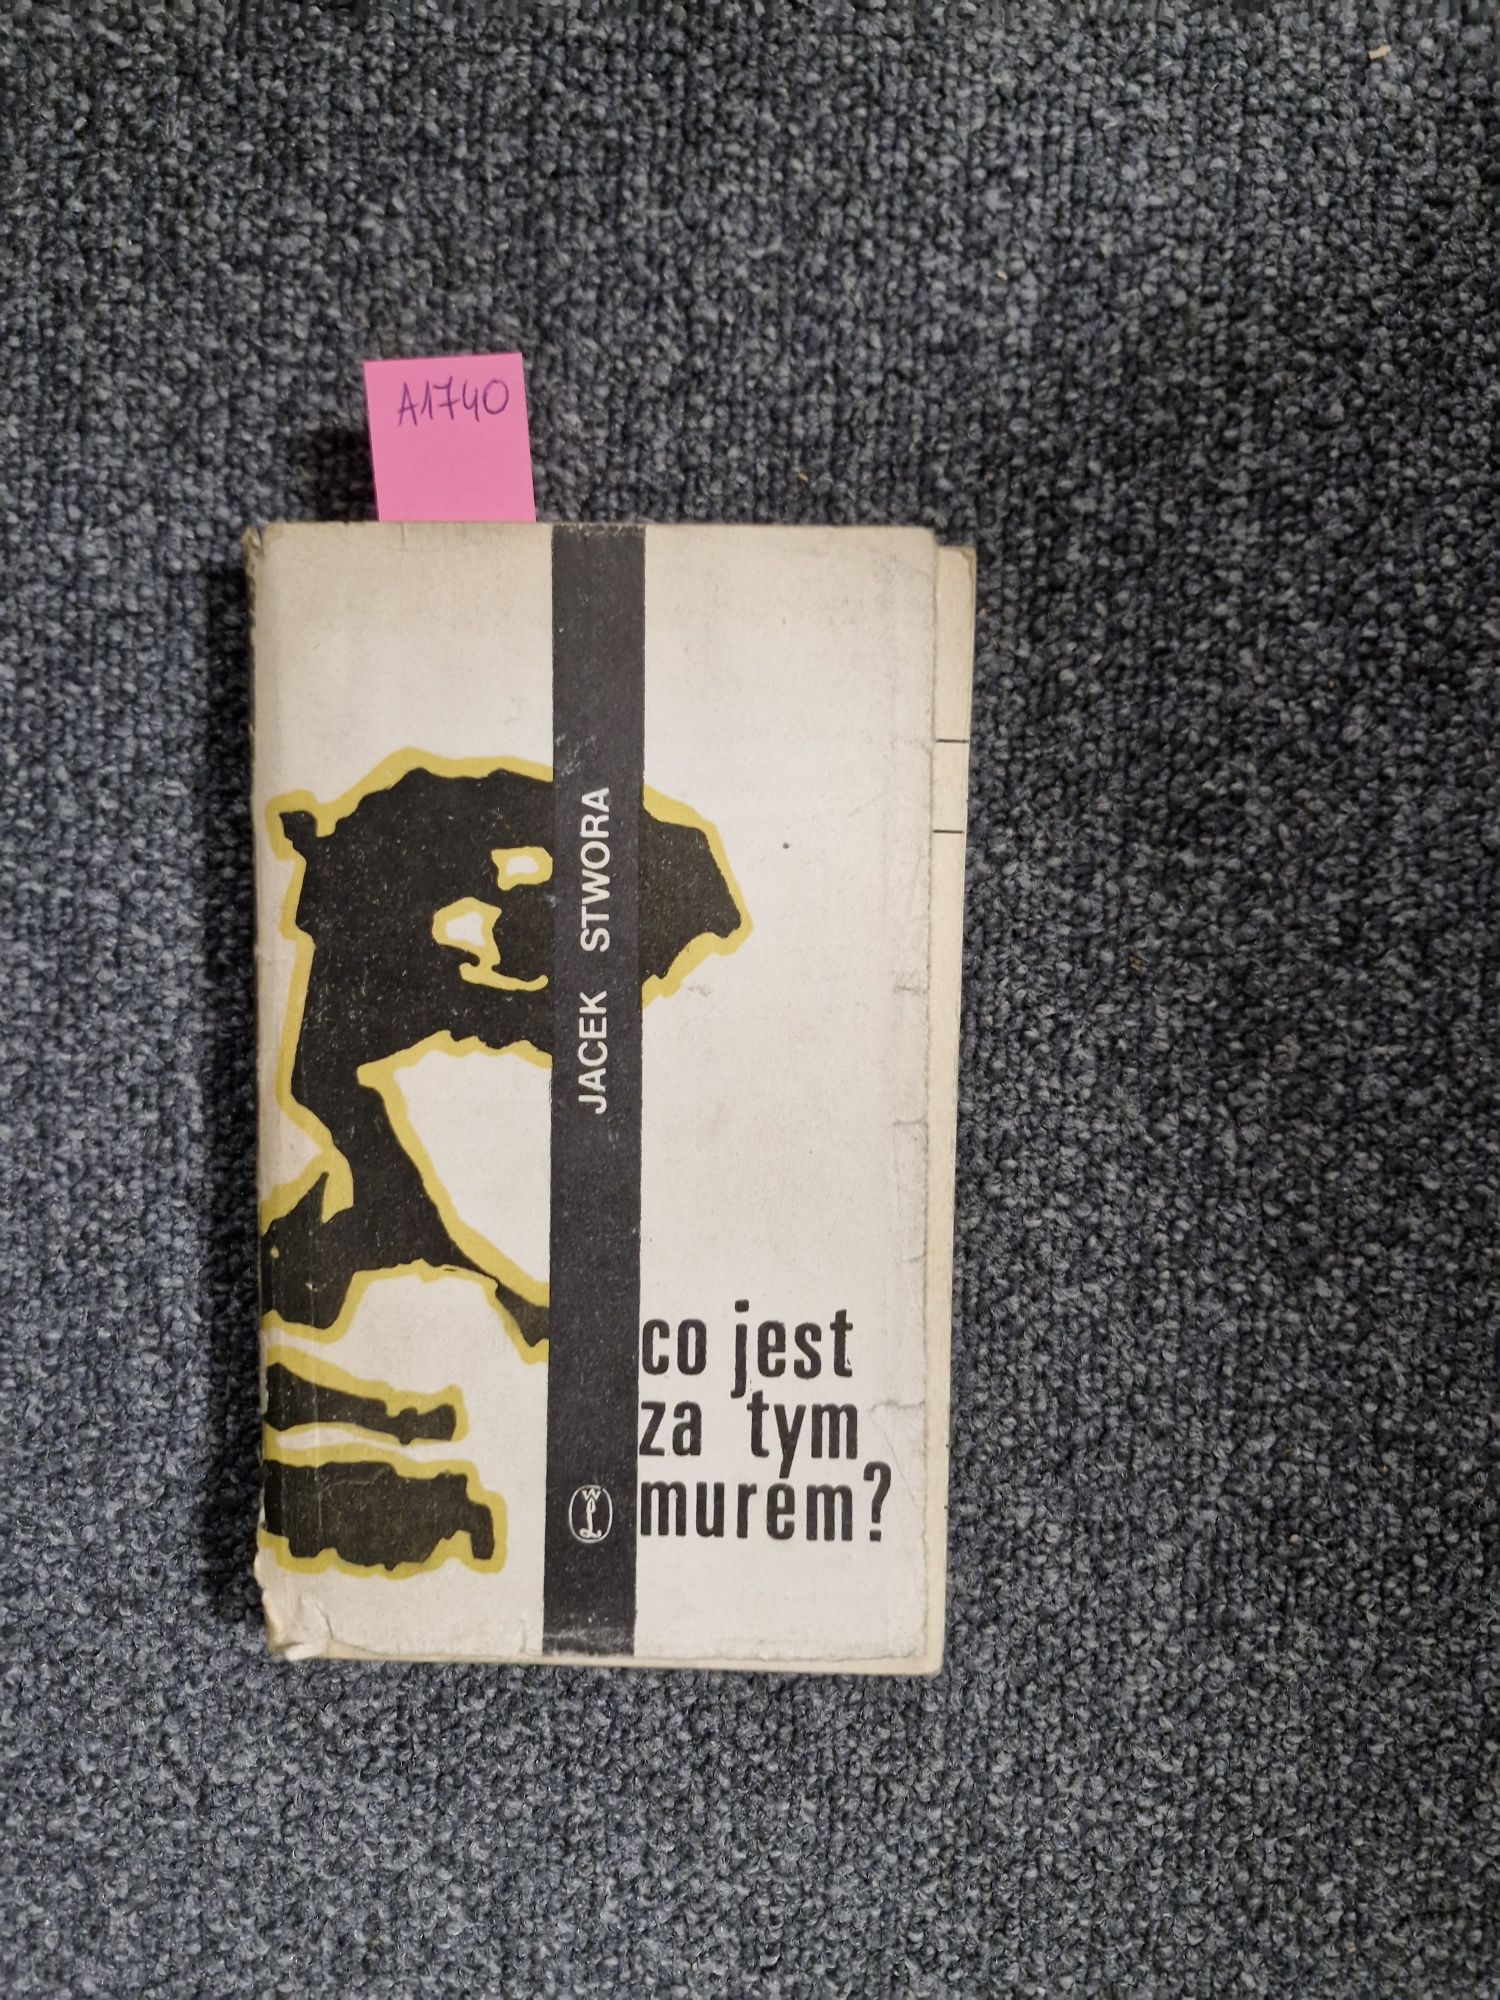 A1740
JACEK STWORA
co jest
za tym
murem?